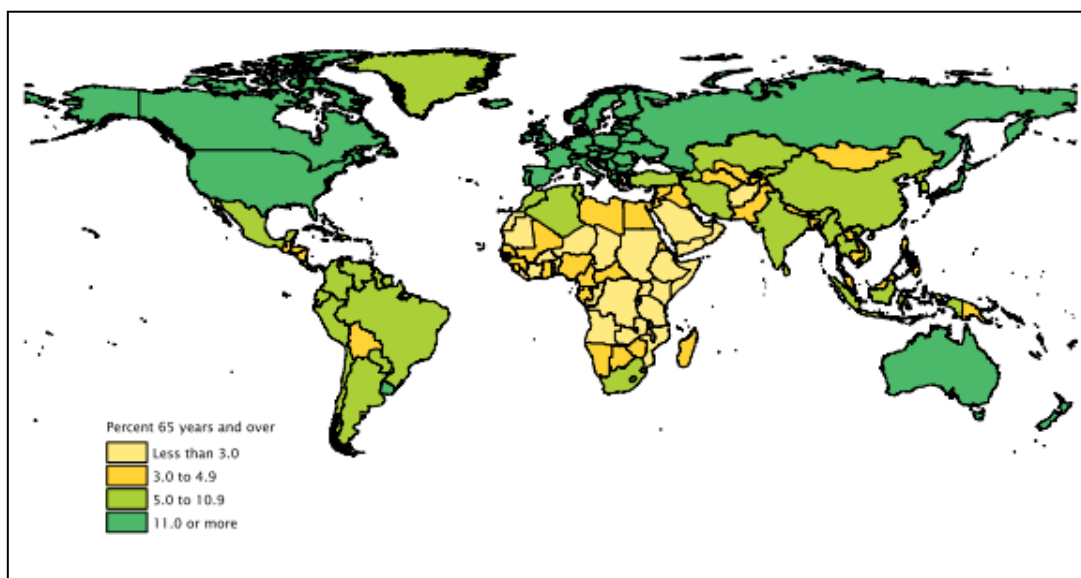 Percent 65 years and over
Less than 3.0
3.0 to 4.9
5.0 to 10.9
11.0 or more